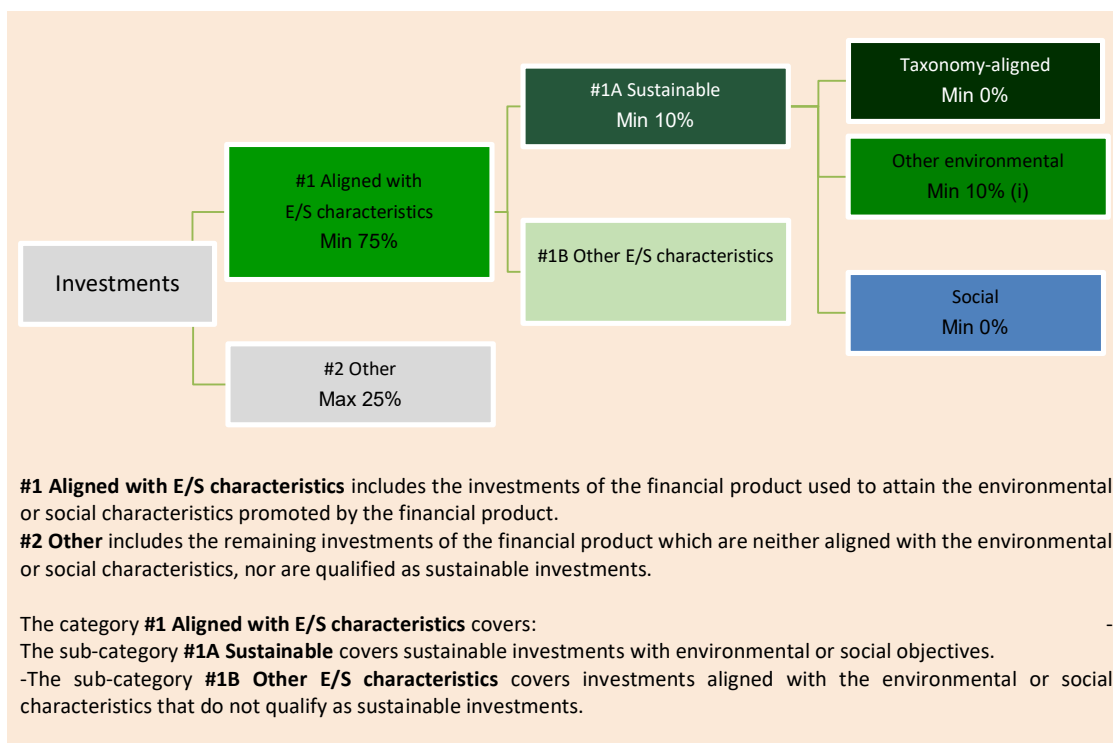 Taxonomy-aligned
Min 0%
#1A Sustainable
Min 10%
Other environmental
Min 10% (i)
#1 Aligned with
E/S characteristics
Min 75%
#1B Other E/S characteristics
Investments
Social
Min 0%
#2 Other
Max 25%
#1 Aligned with E/S characteristics includes the investments of the financial product used to attain the environmental
or social characteristics promoted by the financial product.
#2 Other includes the remaining investments of the financial product which are neither aligned with the environmental
or social characteristics, nor are qualified as sustainable investments.
The category #1 Aligned with E/S characteristics covers: -
The sub-category #1A Sustainable covers sustainable investments with environmental or social objectives.
-The sub-category #1B Other E/S characteristics covers investments aligned with the environmental or social
characteristics that do not qualify as sustainable investments.